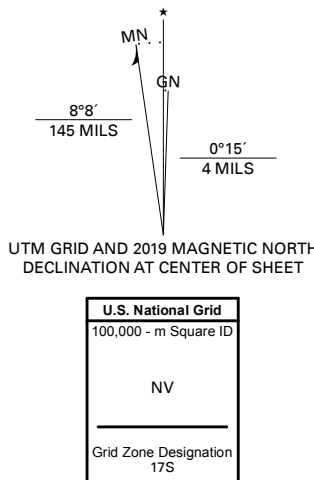 ★
MN
GN
8°8´
145 MILS
0°15´
4 MILS
UTM GRID AND 2019 MAGNETIC NORTH
DECLINATION AT CENTER OF SHEET
U.S. National Grid
100,000 - m Square ID
NV
Grid Zone Designation
17S